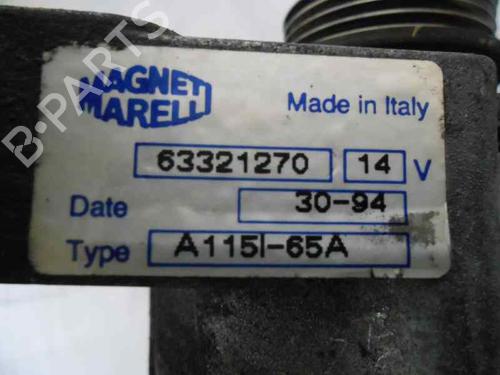 MAGNETI
MARELLI
Made in Italy
63321270 14 V
Date 30-94
Type A115I-65A
B-PARTS